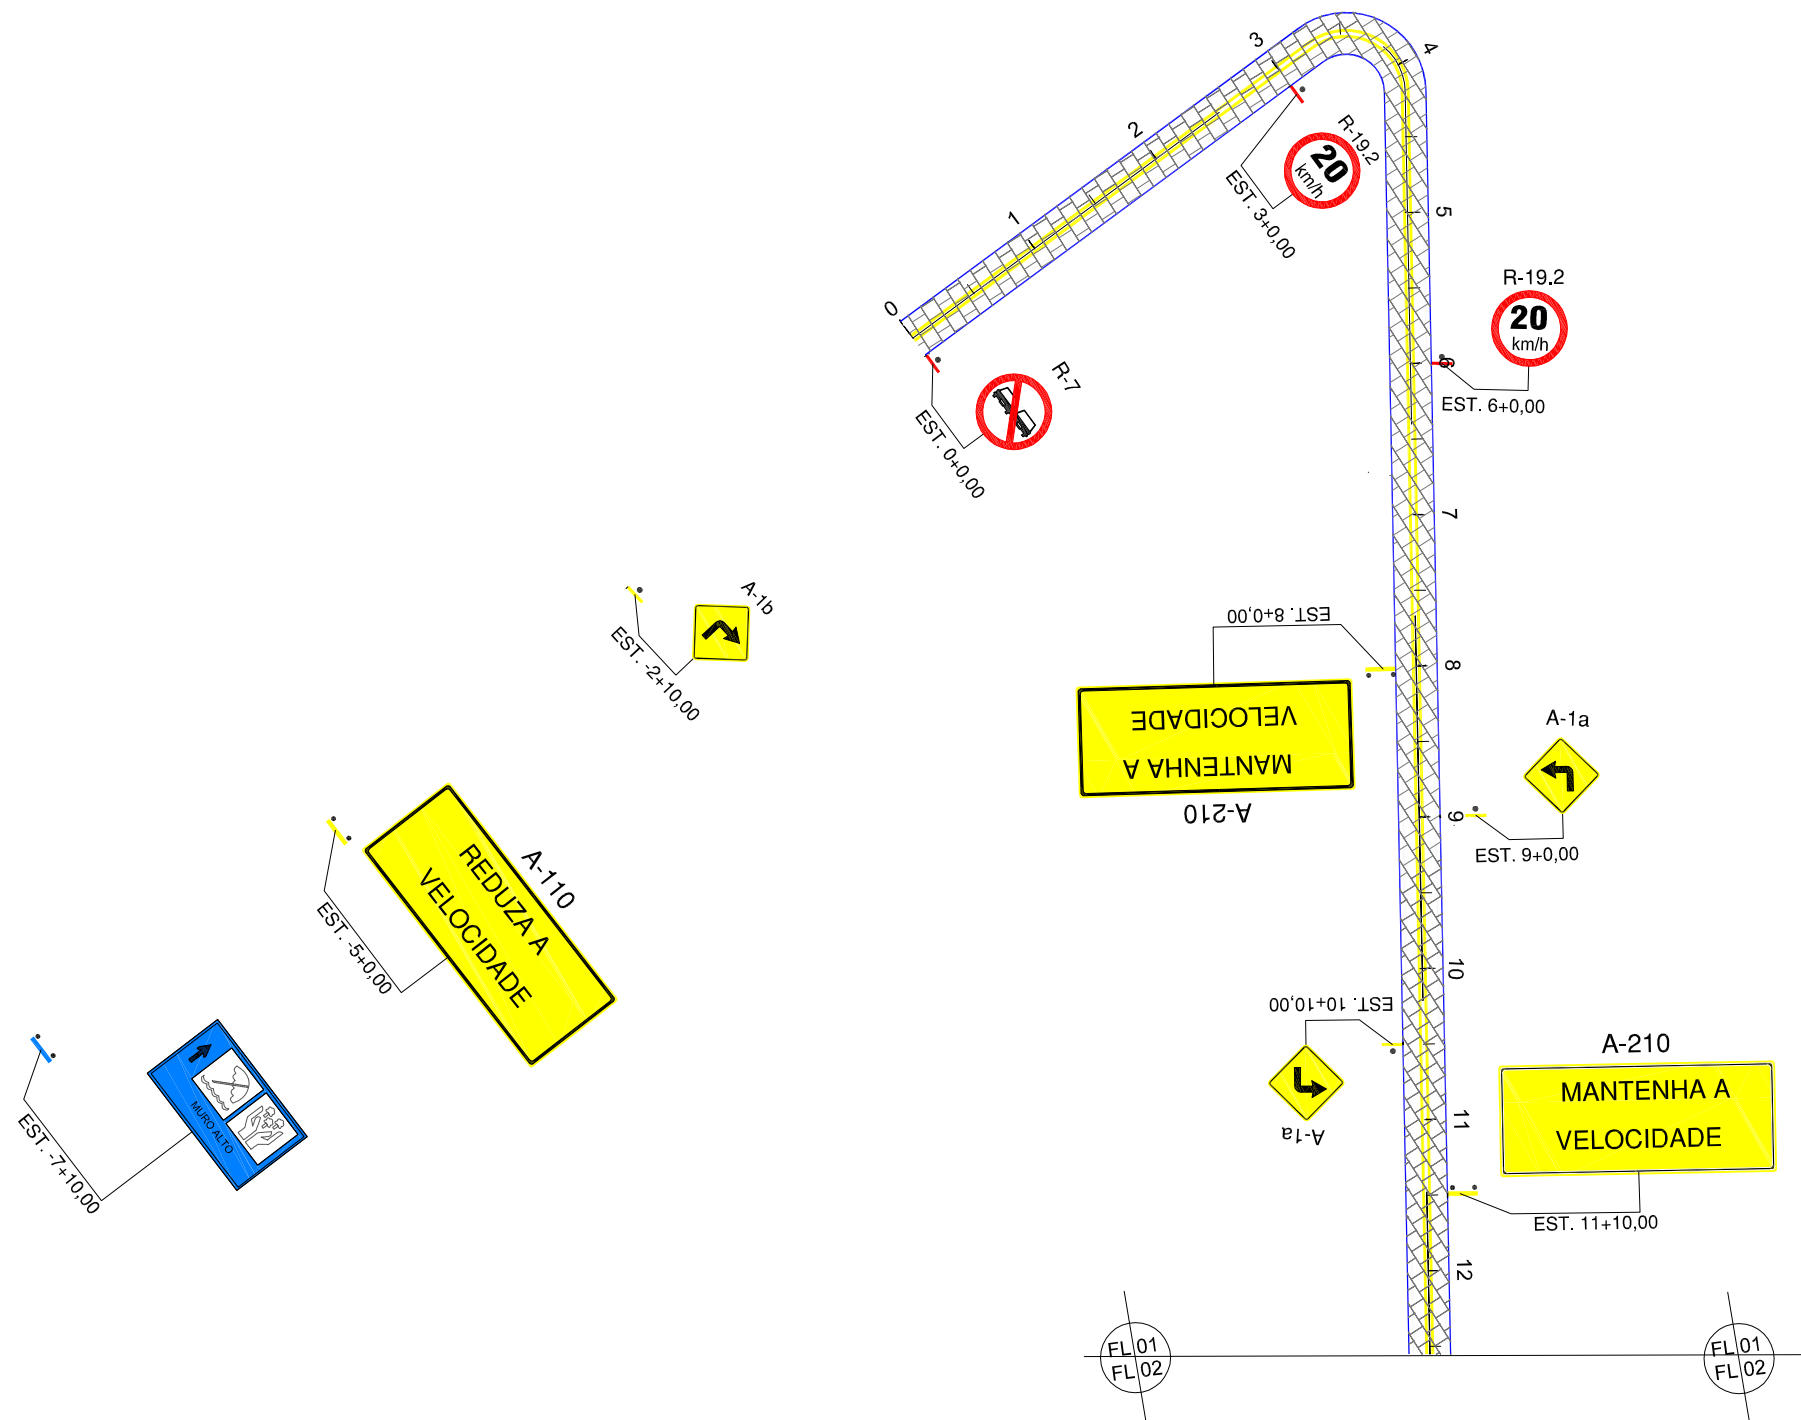 0
1
2
3
4
5
6
7
8
9
10
11
12
R-19.2
20
km/h
EST. 3+0,00
R-19.2
20
km/h
EST. 6+0,00
R-7
EST. 0+0,00
A-1b
EST. -2+10,00
EST. 8+0,00
MANTENHA A
VELOCIDADE
A-210
A-1a
EST. 9+0,00
A-110
REDUZA A
VELOCIDADE
EST. -5+0,00
EST. 10+10,00
A-1a
MURO ALTO
EST. -7+10,00
A-210
MANTENHA A
VELOCIDADE
EST. 11+10,00
FL 01
FL 02
FL 01
FL 02